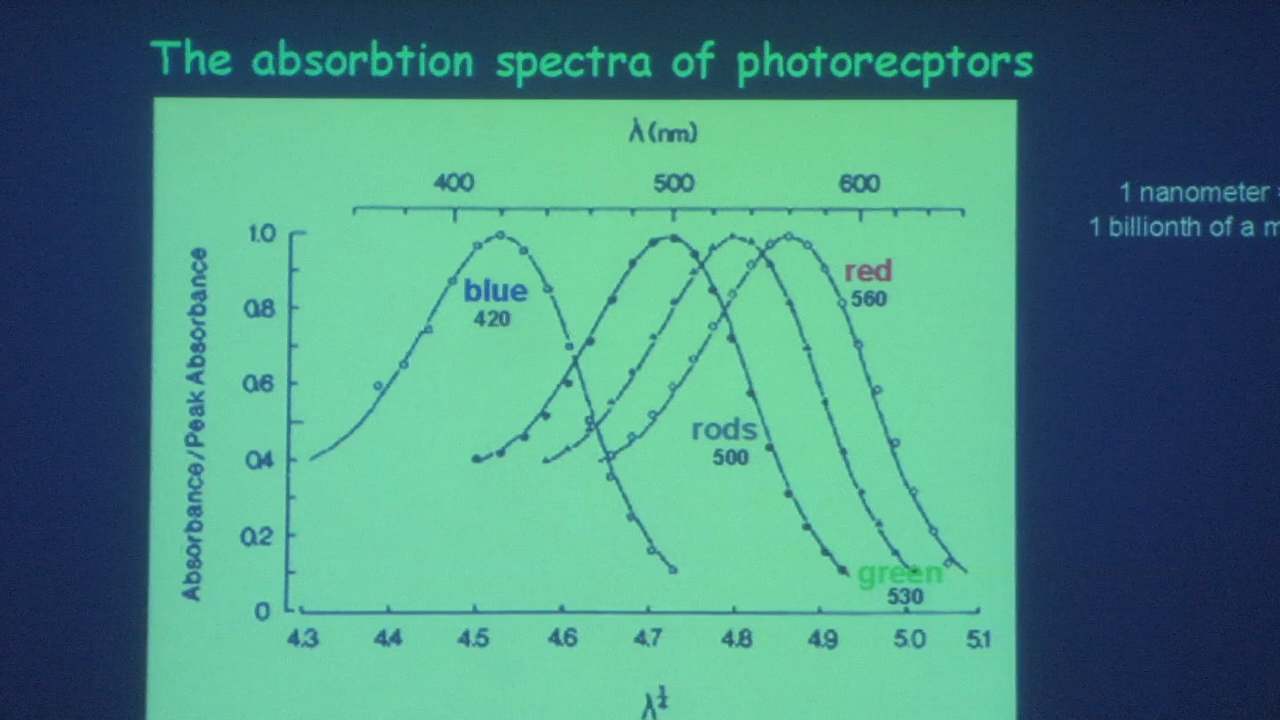 The absorbtion spectra of photorecptors
λ(nm)
400 500 600
1 nanometer
1 billionth of a m
Absorbance/Peak Absorbance
1.0
0.8
0.6
0.4
0.2
0
blue
420
red
560
rods
500
green
530
4.3 4.4 4.5 4.6 4.7 4.8 4.9 5.0 5.1
λ¼